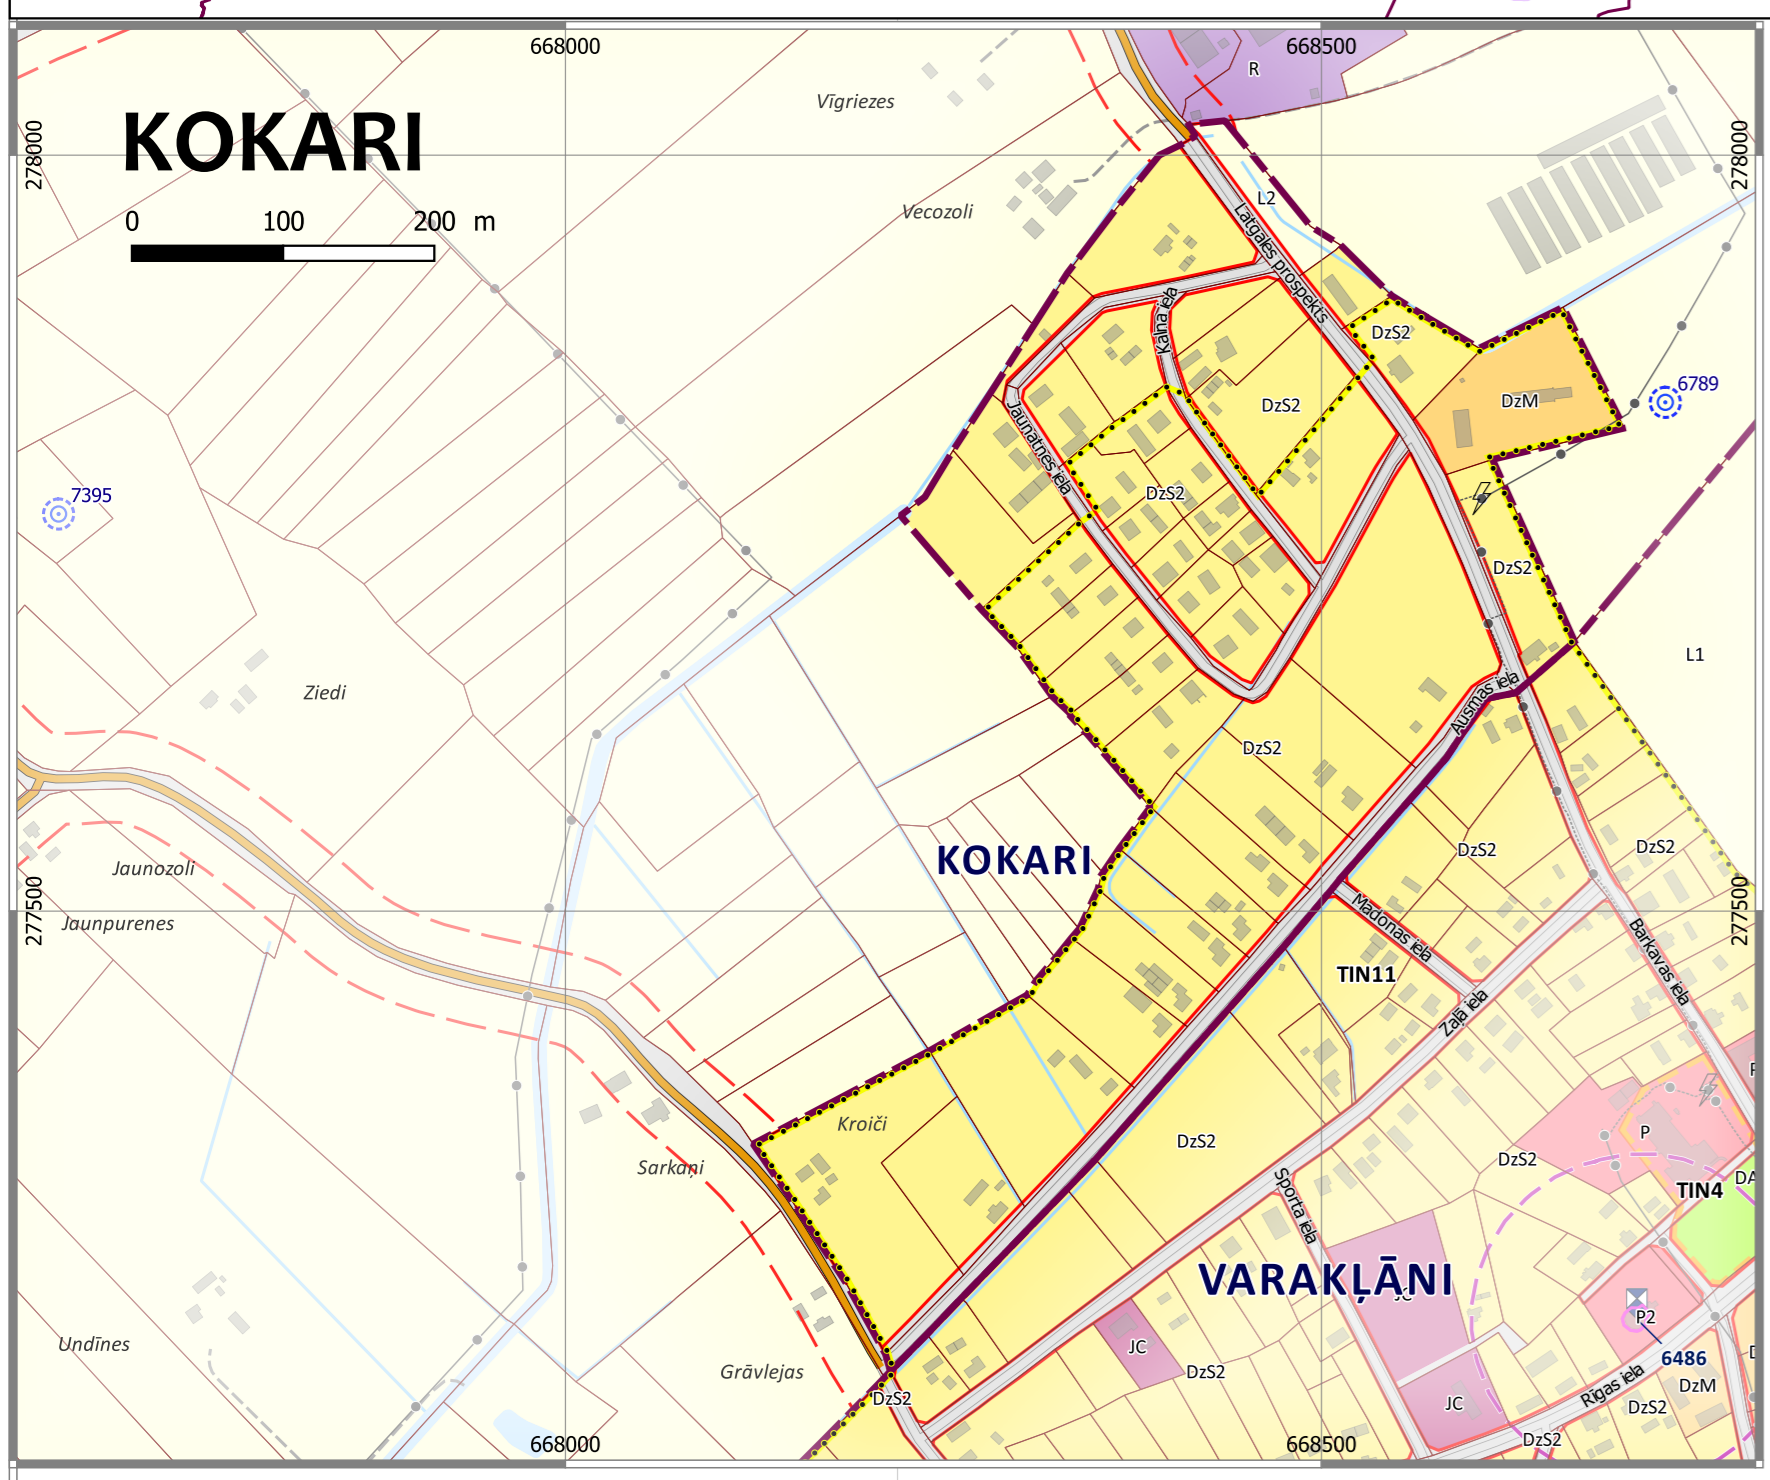 668000
668500
R
KOKARI
Vīgriezes
278000
278000
0 100 200 m
Vecozoli
L2
Latgales prospekts
Kalna iela
DzS2
DzS2
DzM
6789
Jaunatnes iela
DzS2
7395
DzS2
L1
Ziedi
Ausmas iela
DzS2
KOKARI
DzS2
DzS2
Jaunozoli
277500
277500
Jaunpurenes
Madonas iela
Barkavas iela
TIN11
Zaļā iela
Kroiči
P
Sarkaņi
DzS2
DzS2
TIN4
DA
Sporta iela
VARAKĻĀNI
JC
P2
Undīnes
JC
6486
Grāvlejas
DzS2
Rīgas iela
DzM
DzS2
JC
DzS2
DzS2
668000
668500